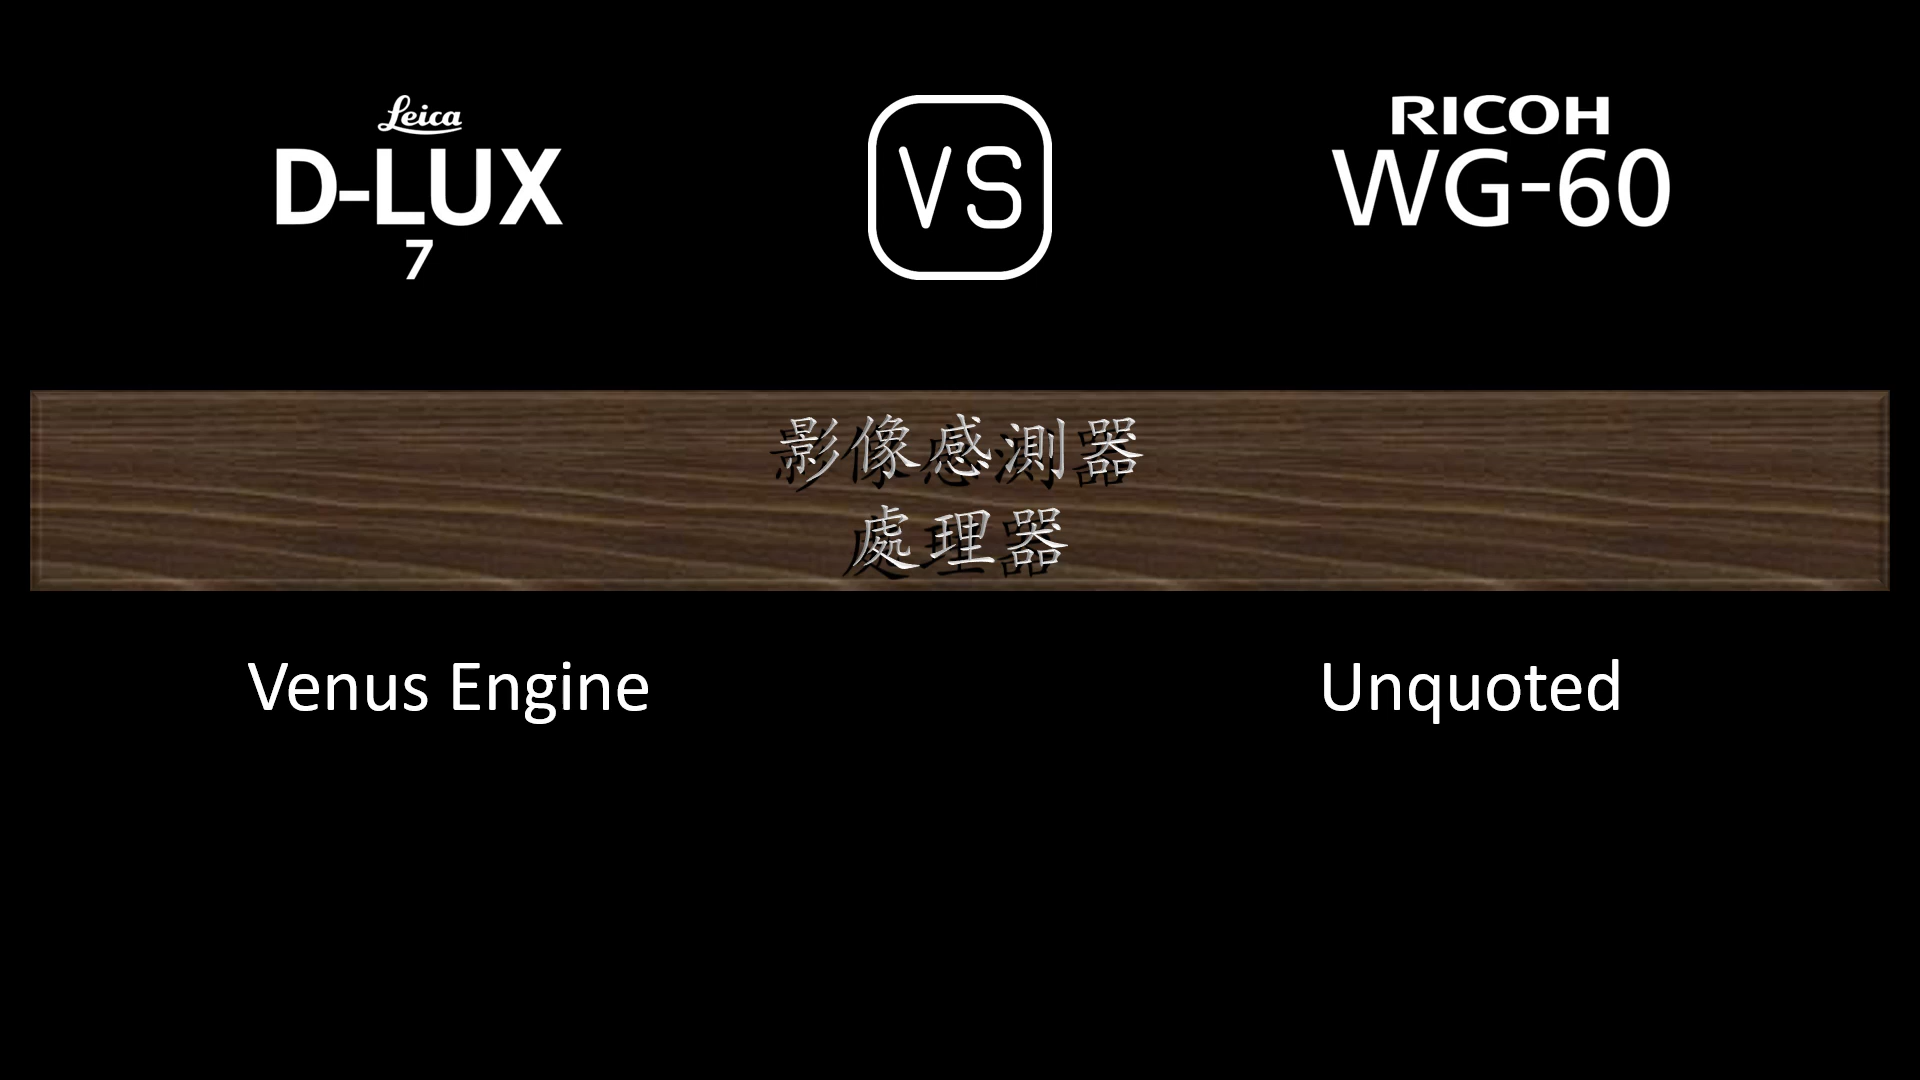 Leica
D-LUX
7
VS
RICOH
WG-60
影像感測器
處理器
Venus Engine
Unquoted